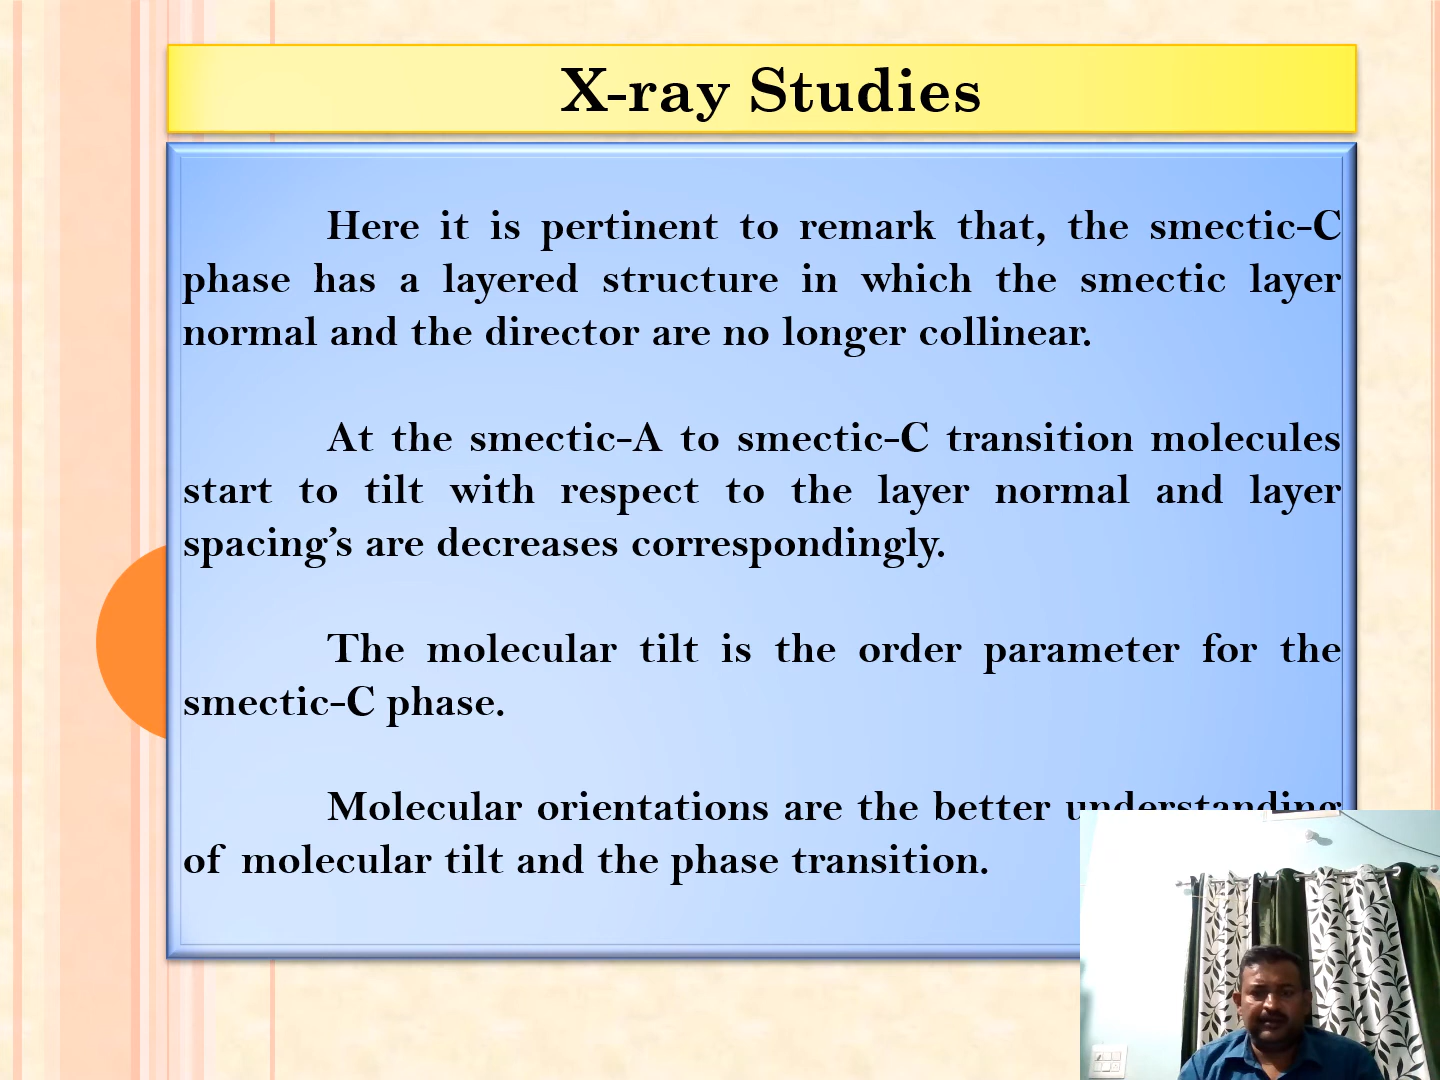 X-ray Studies
Here it is pertinent to remark that, the smectic-C
phase has a layered structure in which the smectic layer
normal and the director are no longer collinear.
At the smectic-A to smectic-C transition molecules
start to tilt with respect to the layer normal and layer
spacing’s are decreases correspondingly.
The molecular tilt is the order parameter for the
smectic-C phase.
Molecular orientations are the better understanding
of molecular tilt and the phase transition.